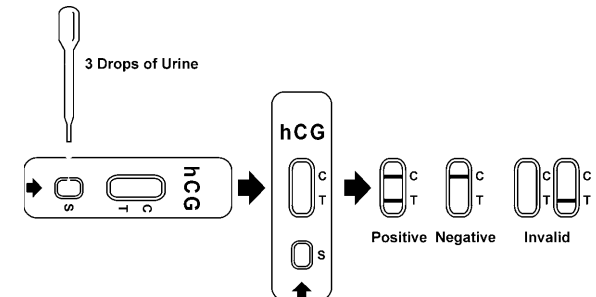 3 Drops of Urine
S
T C
hCG
hCG
C
T
S
C
T
Positive
C
T
Negative
C
T
C
T
Invalid